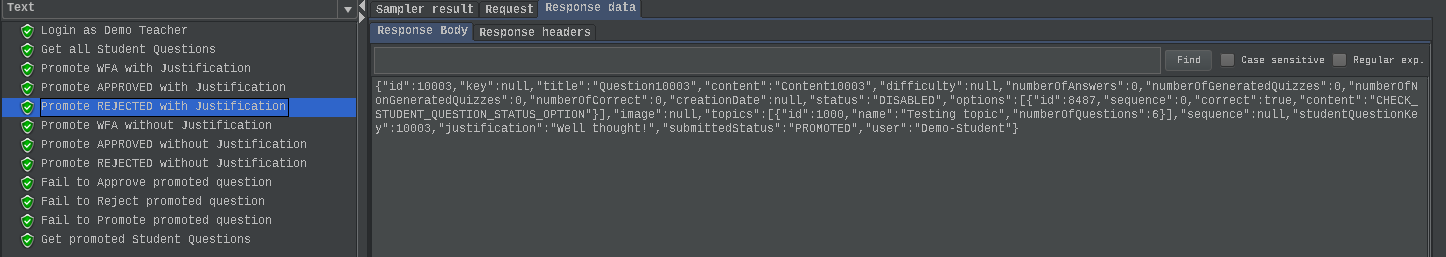 Text
Login as Demo Teacher
Get all Student Questions
Promote WFA with Justification
Promote APPROVED with Justification
Promote REJECTED with Justification
Promote WFA without Justification
Promote APPROVED without Justification
Promote REJECTED without Justification
Fail to Approve promoted question
Fail to Reject promoted question
Fail to Promote promoted question
Get promoted Student Questions
Sampler result Request Response data
Response Body Response headers
Find Case sensitive Regular exp.
{"id":10003,"key":null,"title":"Question10003","content":"Content10003","difficulty":null,"numberOfAnswers":0,"numberOfGeneratedQuizzes":0,"numberOfN
onGeneratedQuizzes":0,"numberOfCorrect":0,"creationDate":null,"status":"DISABLED","options":[{"id":8487,"sequence":0,"correct":true,"content":"CHECK_
STUDENT_QUESTION_STATUS_OPTION"}],"image":null,"topics":[{"id":1000,"name":"Testing topic","numberOfQuestions":6}],"sequence":null,"studentQuestionKe
y":10003,"justification":"Well thought!","submittedStatus":"PROMOTED","user":"Demo-Student"}